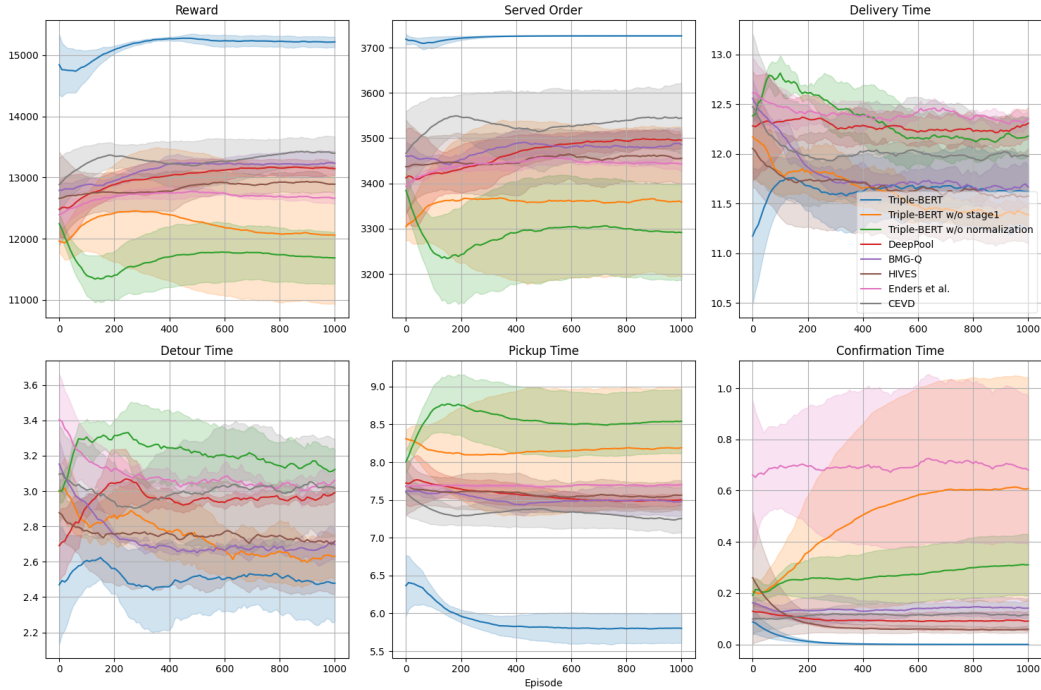 Reward
15000
14000
13000
12000
11000
0 200 400 600 800 1000
Served Order
3700
3600
3500
3400
3300
3200
0 200 400 600 800 1000
Delivery Time
13.0
12.5
12.0
11.5
11.0
10.5
0 200 400 600 800 1000
Triple-BERT
Triple-BERT w/o stage1
Triple-BERT w/o normalization
DeepPool
BMG-Q
HIVES
Enders et al.
CEVD
Detour Time
3.6
3.4
3.2
3.0
2.8
2.6
2.4
2.2
0 200 400 600 800 1000
Pickup Time
9.0
8.5
8.0
7.5
7.0
6.5
6.0
5.5
0 200 400 600 800 1000
Episode
Confirmation Time
1.0
0.8
0.6
0.4
0.2
0.0
0 200 400 600 800 1000